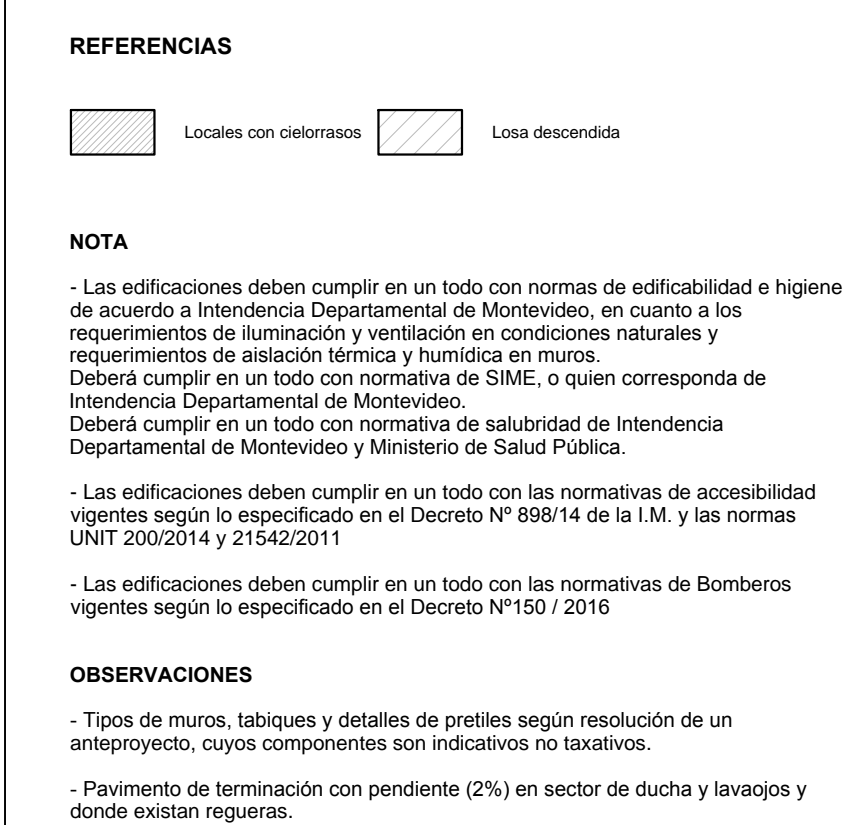 REFERENCIAS
Locales con cielorrasos
Losa descendida
NOTA
- Las edificaciones deben cumplir en un todo con normas de edificabilidad e higiene
de acuerdo a Intendencia Departamental de Montevideo, en cuanto a los
requerimientos de iluminación y ventilación en condiciones naturales y
requerimientos de aislación térmica y humídica en muros.
Deberá cumplir en un todo con normativa de SIME, o quien corresponda de
Intendencia Departamental de Montevideo.
Deberá cumplir en un todo con normativa de salubridad de Intendencia
Departamental de Montevideo y Ministerio de Salud Pública.
- Las edificaciones deben cumplir en un todo con las normativas de accesibilidad
vigentes según lo especificado en el Decreto Nº 898/14 de la I.M. y las normas
UNIT 200/2014 y 21542/2011
- Las edificaciones deben cumplir en un todo con las normativas de Bomberos
vigentes según lo especificado en el Decreto Nº150 / 2016
OBSERVACIONES
- Tipos de muros, tabiques y detalles de pretiles según resolución de un
anteproyecto, cuyos componentes son indicativos no taxativos.
- Pavimento de terminación con pendiente (2%) en sector de ducha y lavaojos y
donde existan regueras.